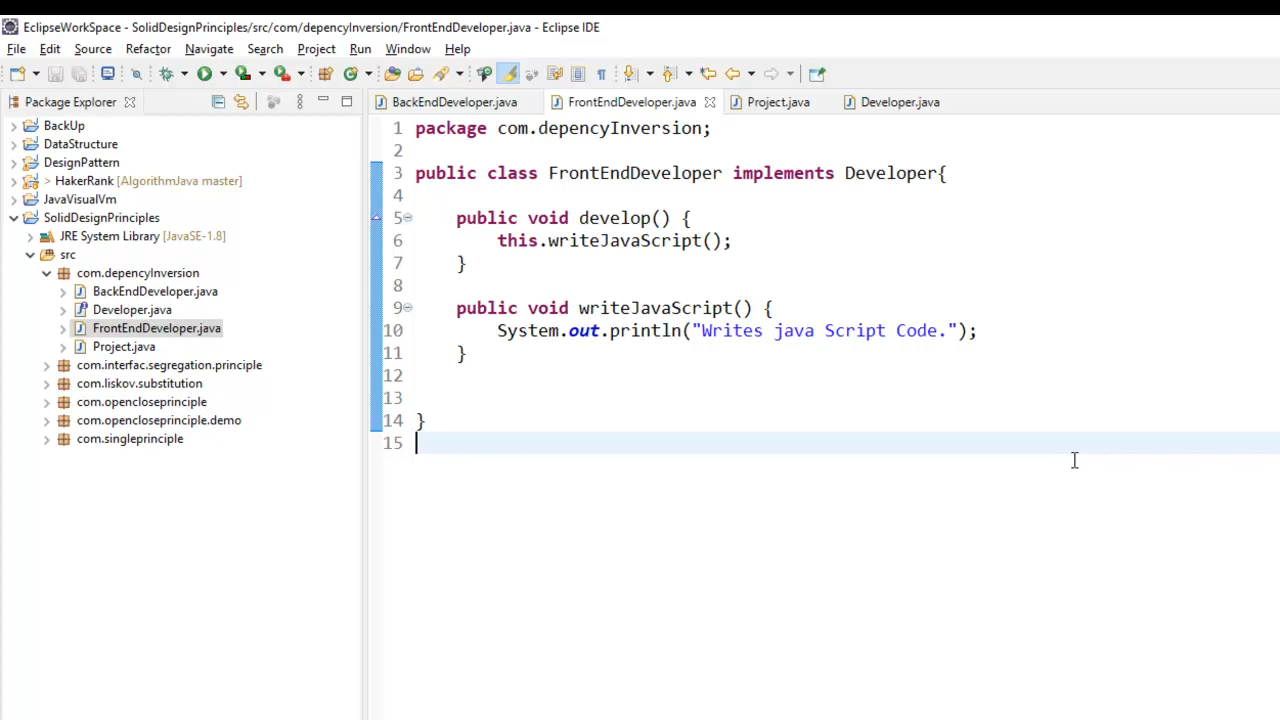 EclipseWorkSpace - SolidDesignPrinciples/src/com/depencyInversion/FrontEndDeveloper.java - Eclipse IDE
File Edit Source Refactor Navigate Search Project Run Window Help
Package Explorer
BackUp
DataStructure
DesignPattern
> HakerRank [AlgorithmJava master]
JavaVisualVm
SolidDesignPrinciples
JRE System Library [JavaSE-1.8]
src
com.depencyInversion
BackEndDeveloper.java
Developer.java
FrontEndDeveloper.java
Project.java
com.interfac.segregation.principle
com.liskov.substitution
com.opencloseprinciple
com.opencloseprinciple.demo
com.singleprinciple
BackEndDeveloper.java FrontEndDeveloper.java Project.java Developer.java
1 package com.depencyInversion;
2
3 public class FrontEndDeveloper implements Developer{
4
5 public void develop() {
6 this.writeJavaScript();
7 }
8
9 public void writeJavaScript() {
10 System.out.println("Writes java Script Code.");
11 }
12
13
14 }
15